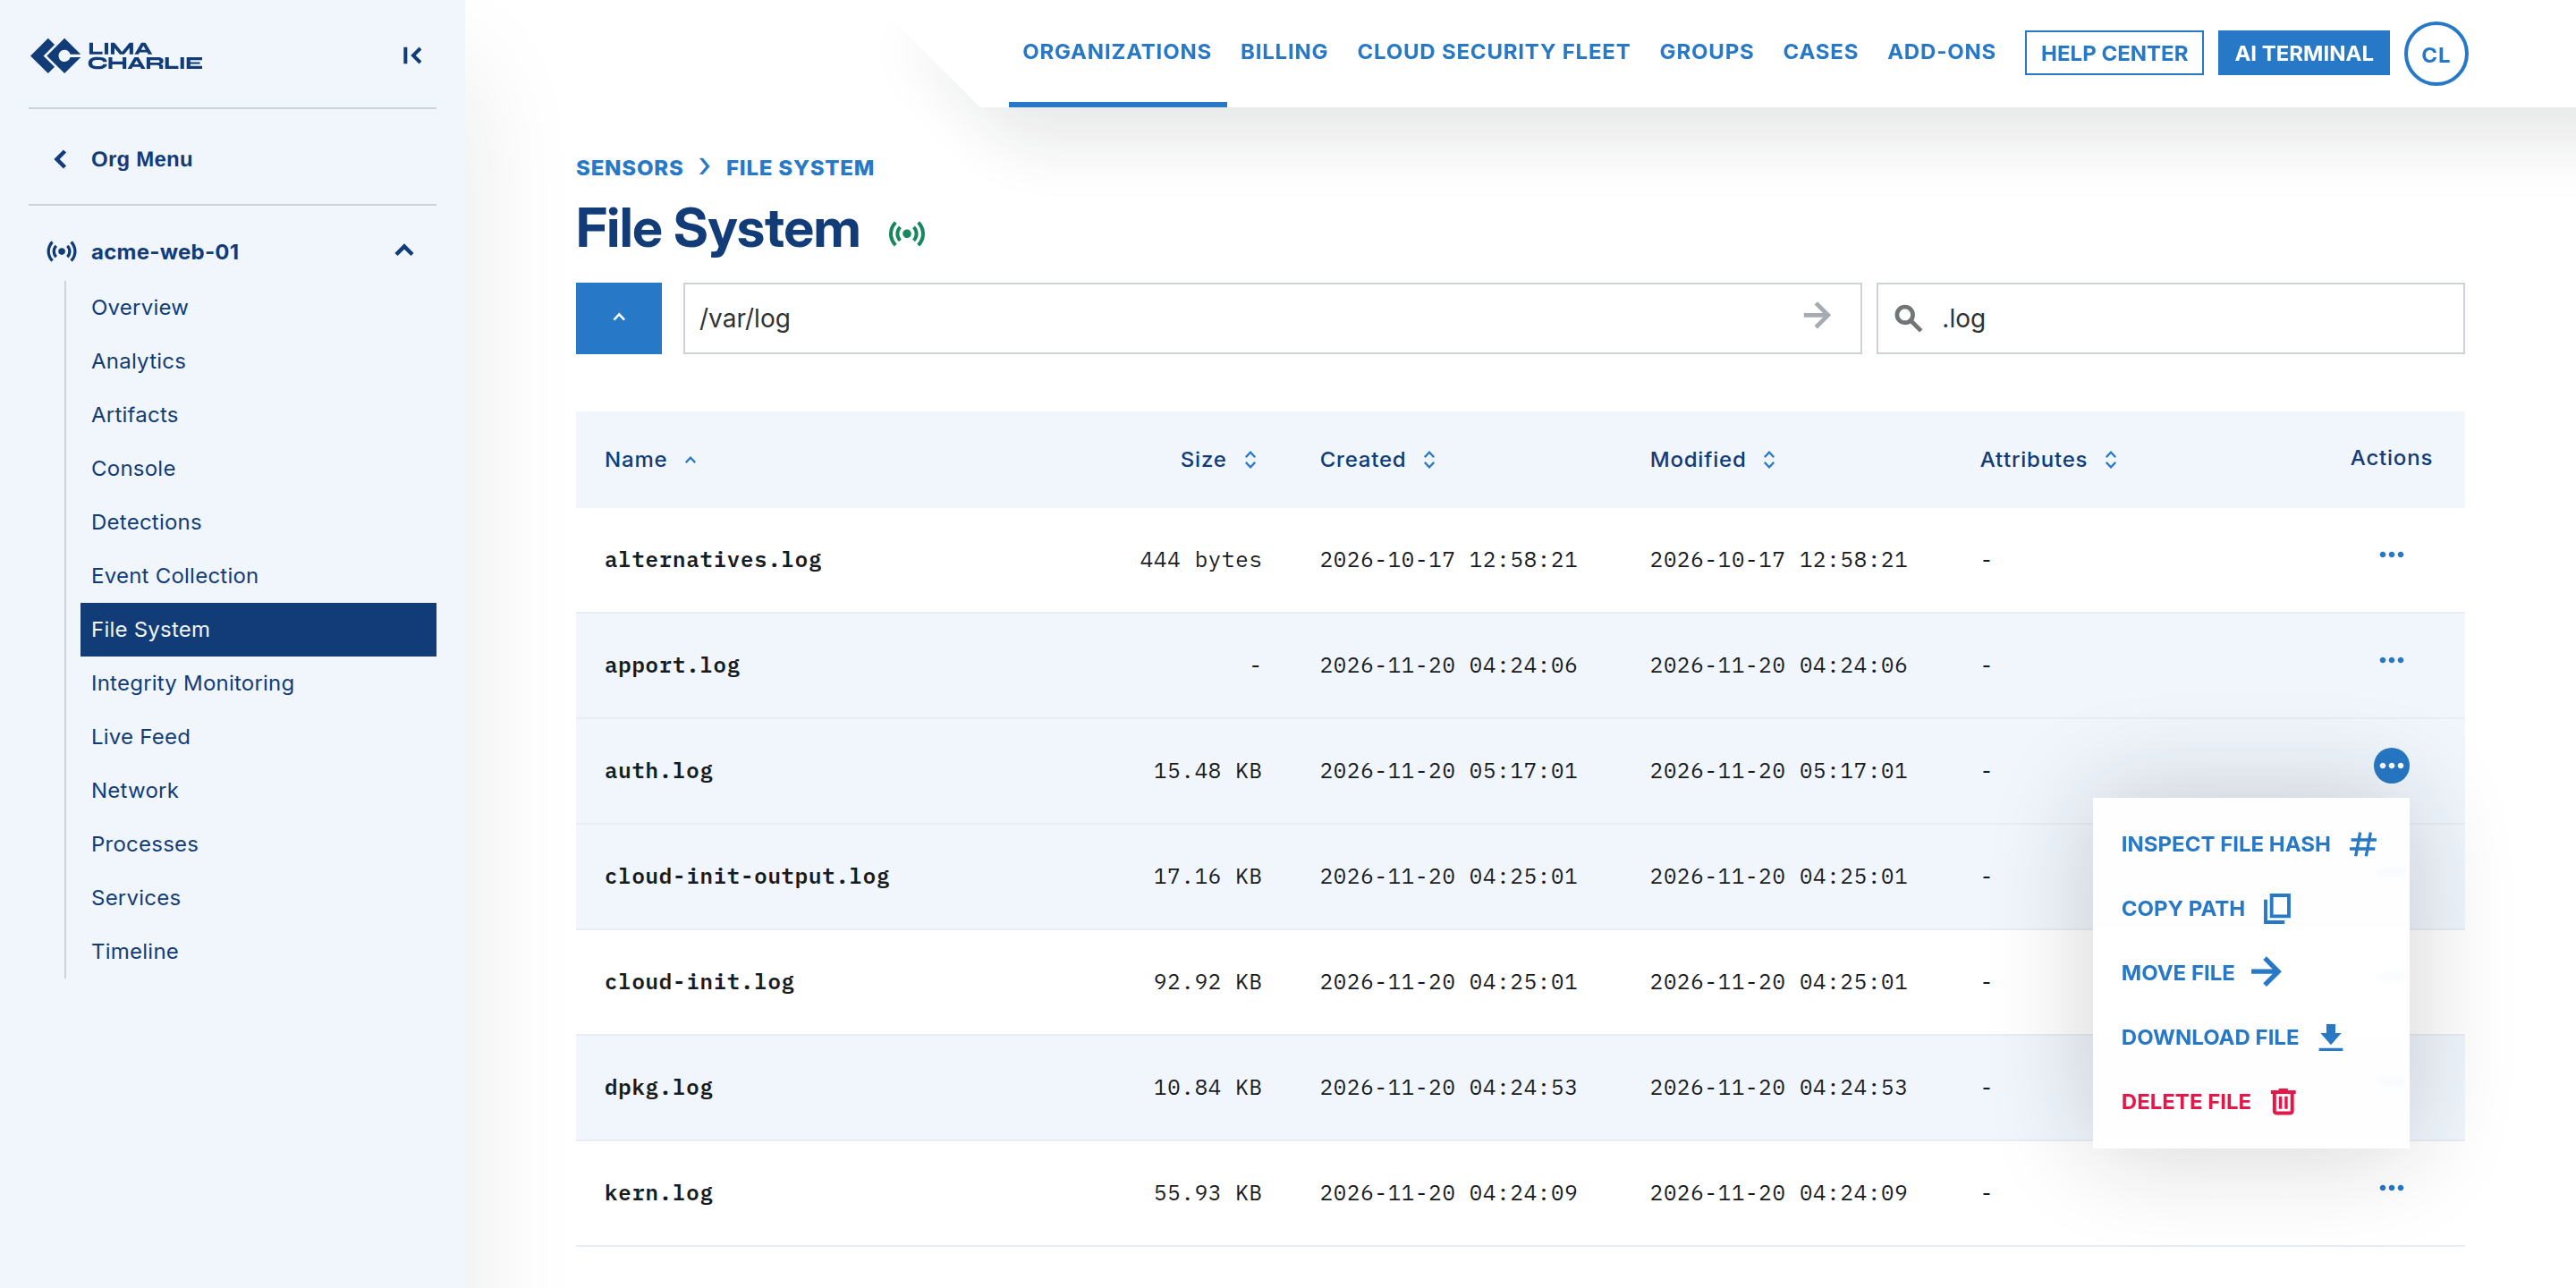 LIMA
CHARLIE
Org Menu
acme-web-01
Overview
Analytics
Artifacts
Console
Detections
Event Collection
File System
Integrity Monitoring
Live Feed
Network
Processes
Services
Timeline
ORGANIZATIONS BILLING CLOUD SECURITY FLEET GROUPS CASES ADD-ONS HELP CENTER AI TERMINAL CL
SENSORS FILE SYSTEM
File System
/var/log .log
Name Size Created Modified Attributes Actions
alternatives.log 444 bytes 2026-10-17 12:58:21 2026-10-17 12:58:21 -
apport.log - 2026-11-20 04:24:06 2026-11-20 04:24:06 -
auth.log 15.48 KB 2026-11-20 05:17:01 2026-11-20 05:17:01 -
cloud-init-output.log 17.16 KB 2026-11-20 04:25:01 2026-11-20 04:25:01 -
cloud-init.log 92.92 KB 2026-11-20 04:25:01 2026-11-20 04:25:01 -
dpkg.log 10.84 KB 2026-11-20 04:24:53 2026-11-20 04:24:53 -
kern.log 55.93 KB 2026-11-20 04:24:09 2026-11-20 04:24:09 -
INSPECT FILE HASH
COPY PATH
MOVE FILE
DOWNLOAD FILE
DELETE FILE